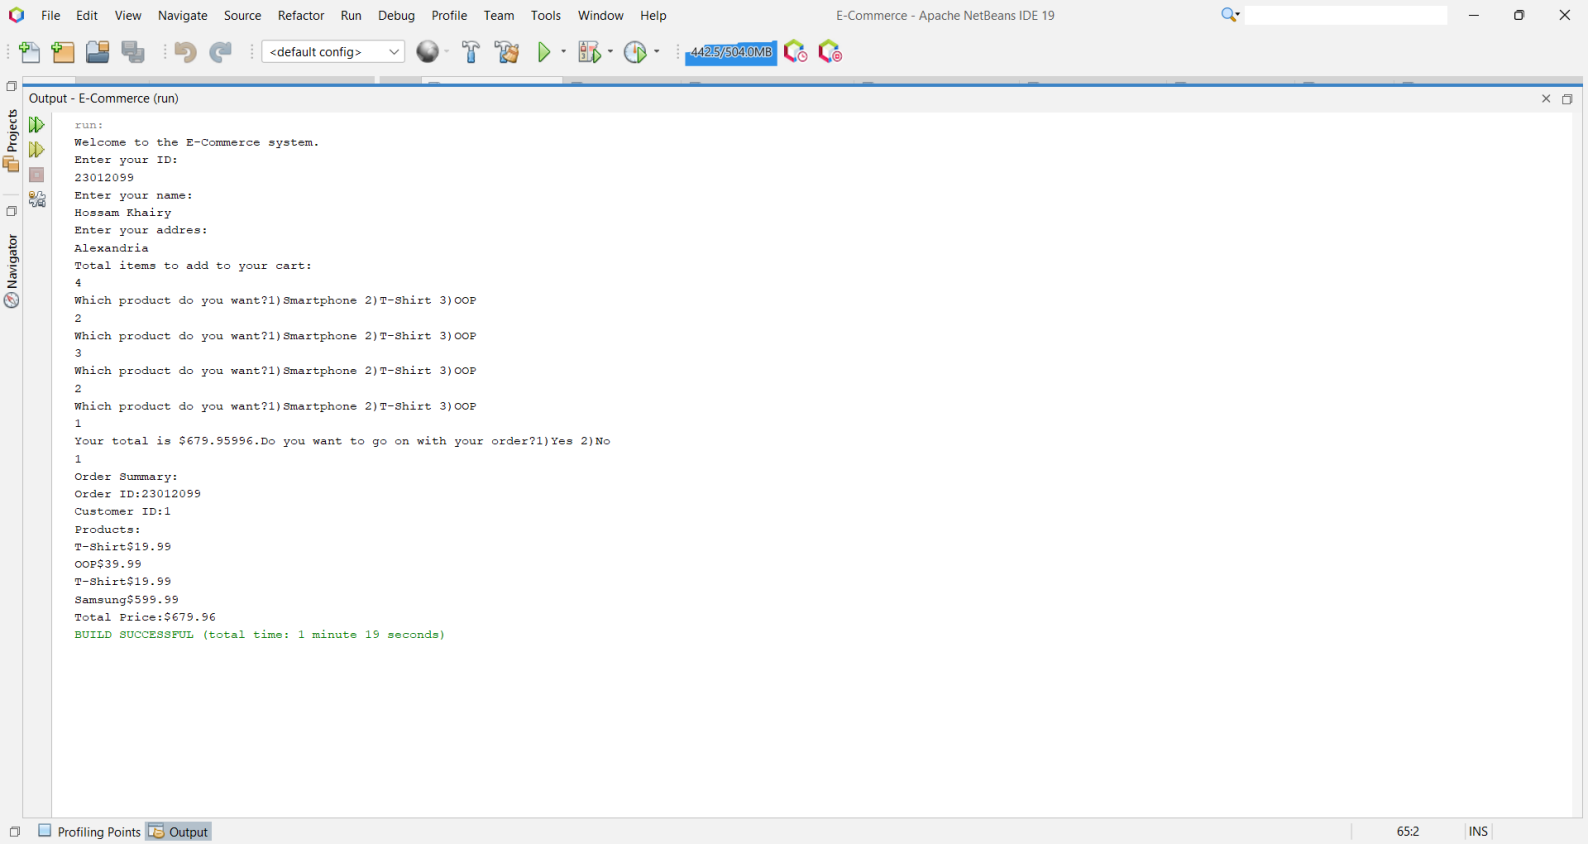 File Edit View Navigate Source Refactor Run Debug Profile Team Tools Window Help
E-Commerce - Apache NetBeans IDE 19
<default config>
442.5/504.0MB
Output - E-Commerce (run)
Projects
Navigator
run:
Welcome to the E-Commerce system.
Enter your ID:
23012099
Enter your name:
Hossam Khairy
Enter your addres:
Alexandria
Total items to add to your cart:
4
Which product do you want?1)Smartphone 2)T-Shirt 3)OOP
2
Which product do you want?1)Smartphone 2)T-Shirt 3)OOP
3
Which product do you want?1)Smartphone 2)T-Shirt 3)OOP
2
Which product do you want?1)Smartphone 2)T-Shirt 3)OOP
1
Your total is $679.95996.Do you want to go on with your order?1)Yes 2)No
1
Order Summary:
Order ID:23012099
Customer ID:1
Products:
T-Shirt$19.99
OOP$39.99
T-Shirt$19.99
Samsung$599.99
Total Price:$679.96
BUILD SUCCESSFUL (total time: 1 minute 19 seconds)
Profiling Points Output
65:2 INS